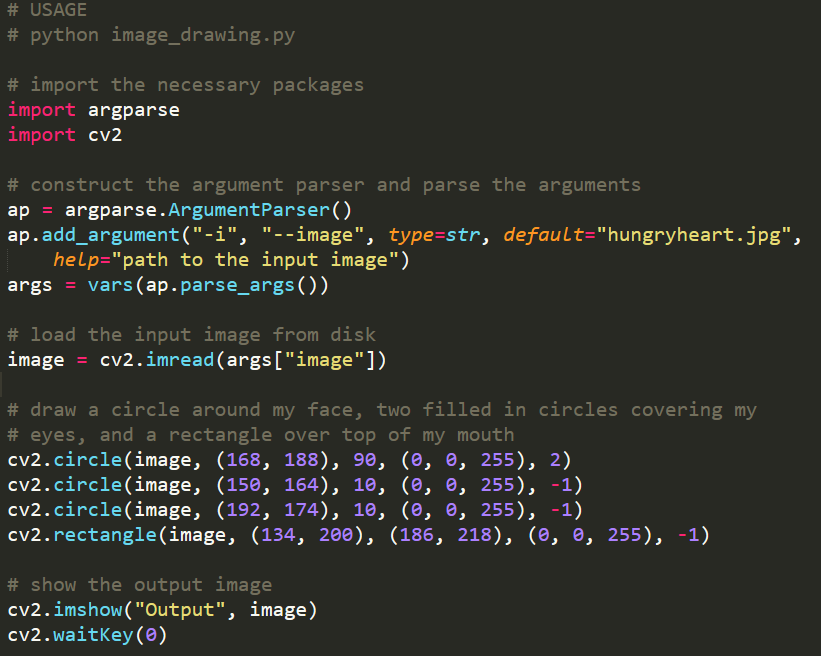 # USAGE
# python image_drawing.py
# import the necessary packages
import argparse
import cv2
# construct the argument parser and parse the arguments
ap = argparse.ArgumentParser()
ap.add_argument("-i", "--image", type=str, default="hungryheart.jpg",
    help="path to the input image")
args = vars(ap.parse_args())
# load the input image from disk
image = cv2.imread(args["image"])
# draw a circle around my face, two filled in circles covering my
# eyes, and a rectangle over top of my mouth
cv2.circle(image, (168, 188), 90, (0, 0, 255), 2)
cv2.circle(image, (150, 164), 10, (0, 0, 255), -1)
cv2.circle(image, (192, 174), 10, (0, 0, 255), -1)
cv2.rectangle(image, (134, 200), (186, 218), (0, 0, 255), -1)
# show the output image
cv2.imshow("Output", image)
cv2.waitKey(0)